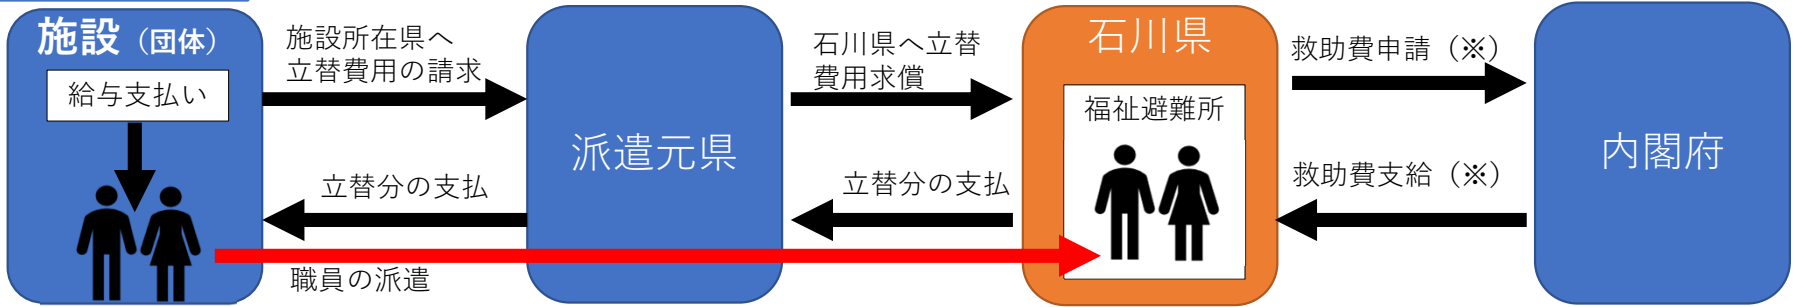 施設（団体）
給与支払い
施設所在県へ
立替費用の請求
立替分の支払
職員の派遣
派遣元県
石川県へ立替
費用求償
立替分の支払
石川県
福祉避難所
救助費申請（※）
救助費支給（※）
内閣府